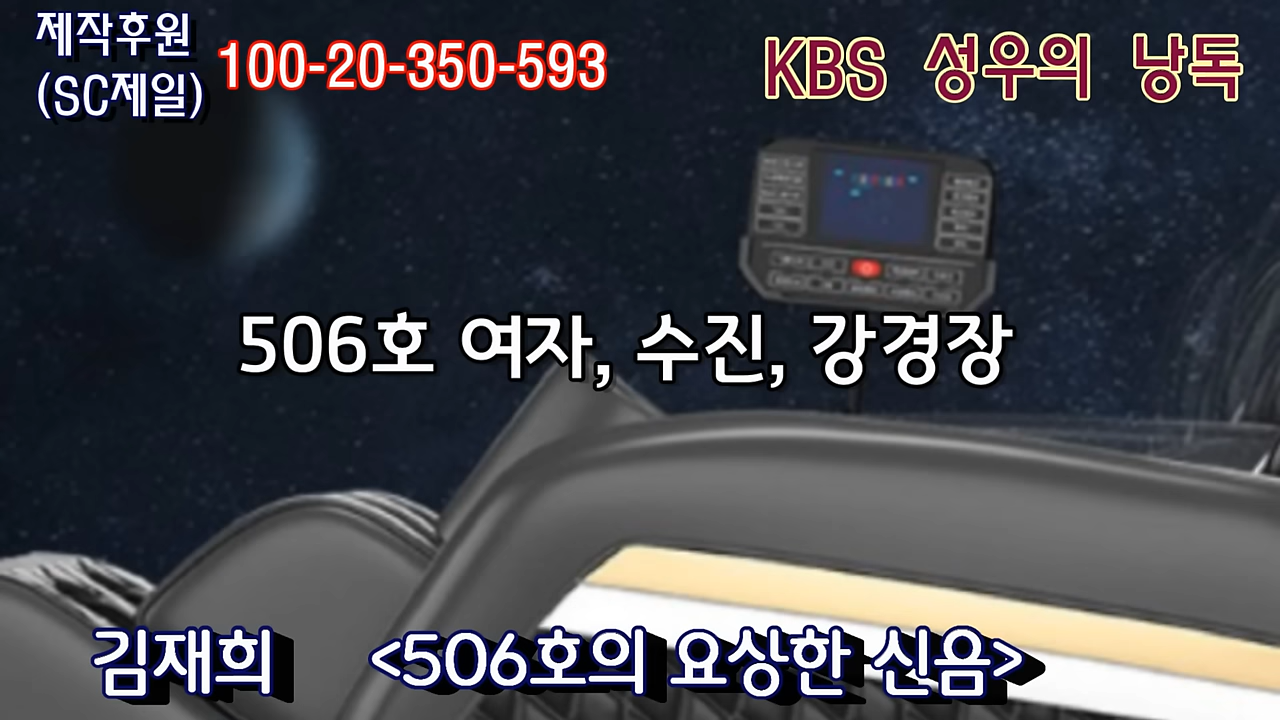 제작후원
(SC제일)
100-20-350-593
KBS 성우의 낭독
506호 여자, 수진, 강경장
김재희 <506호의 요상한 신음>